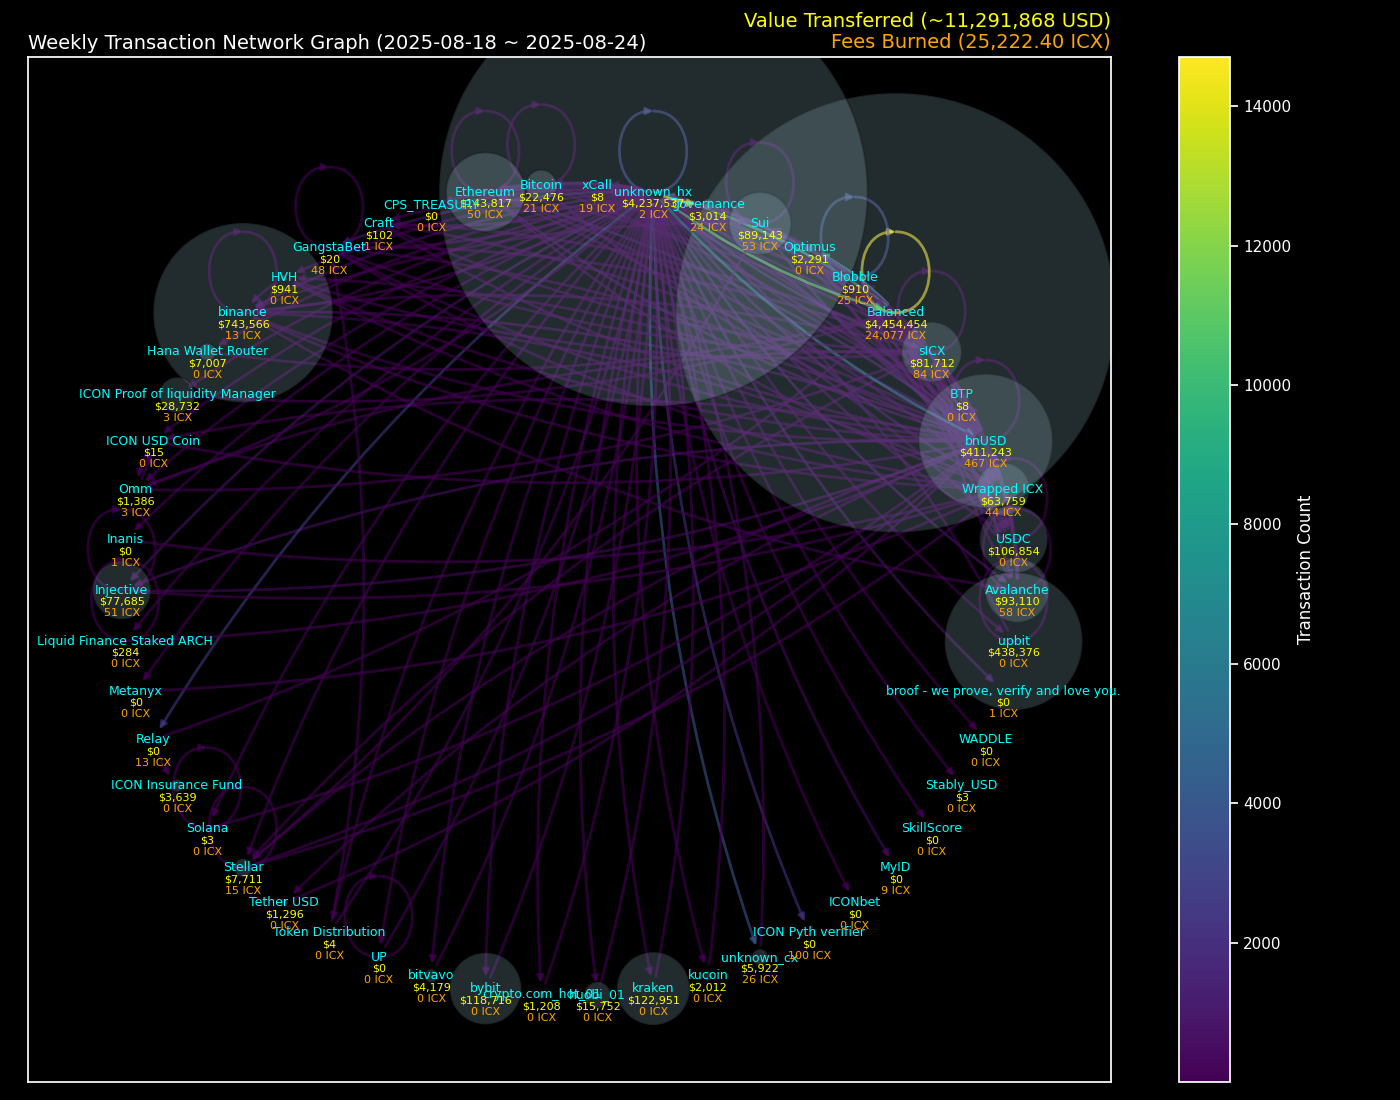 Value Transferred (~11,291,868 USD)
Weekly Transaction Network Graph (2025-08-18 ~ 2025-08-24)
Fees Burned (25,222.40 ICX)
Ethereum
$143,817
50 ICX
Bitcoin
$22,476
21 ICX
xCall
$8
19 ICX
unknown_hx
2 ICX
governance
$3,014
24 ICX
Sui
$89,143
53 ICX
Optimus
$2,291
0 ICX
Blobble
$910
25 ICX
Balanced
$4,454,454
24,077 ICX
sICX
$81,712
84 ICX
BTP
$8
0 ICX
bnUSD
$411,243
467 ICX
Wrapped ICX
$63,759
44 ICX
USDC
$106,854
0 ICX
Avalanche
$93,110
58 ICX
upbit
$438,376
0 ICX
broof - we prove, verify and love you.
$0
1 ICX
WADDLE
$0
0 ICX
Stably_USD
$3
0 ICX
SkillScore
$0
0 ICX
MyID
$0
9 ICX
ICONbet
$0
0 ICX
ICON Pyth verifier
$0
100 ICX
unknown_cx
$5,922
26 ICX
kucoin
$2,012
0 ICX
kraken
$122,951
0 ICX
huobi_01
$15,752
0 ICX
crypto.com_hot_01
$1,208
0 ICX
bybit
$118,716
0 ICX
bitvavo
$4,179
0 ICX
UP
$0
0 ICX
Token Distribution
$4
0 ICX
Tether USD
$1,296
0 ICX
Stellar
$7,711
15 ICX
Solana
$3
0 ICX
ICON Insurance Fund
$3,639
0 ICX
Relay
$0
13 ICX
Metanyx
$0
0 ICX
Liquid Finance Staked ARCH
$284
0 ICX
Injective
$77,685
51 ICX
Inanis
$0
1 ICX
Omm
$1,386
3 ICX
ICON USD Coin
$15
0 ICX
ICON Proof of liquidity Manager
$28,732
3 ICX
Hana Wallet Router
$7,007
0 ICX
binance
$743,566
13 ICX
HVH
$941
0 ICX
GangstaBet
$20
48 ICX
Craft
$102
1 ICX
CPS_TREASURY
$0
0 ICX
14000
12000
10000
8000
6000
4000
2000
Transaction Count